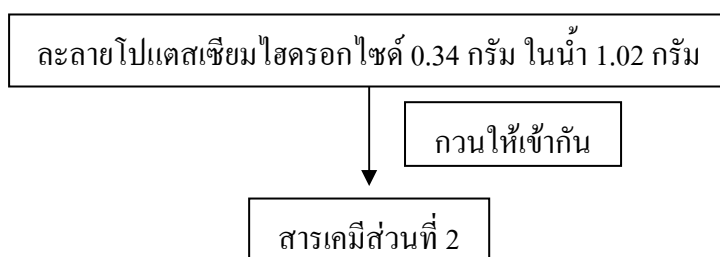 ละลายโปแตสเซียมไฮดรอกไซด์ 0.34 กรัม ในน้ำ 1.02 กรัม
กวนให้เข้ากัน
สารเคมีส่วนที่ 2